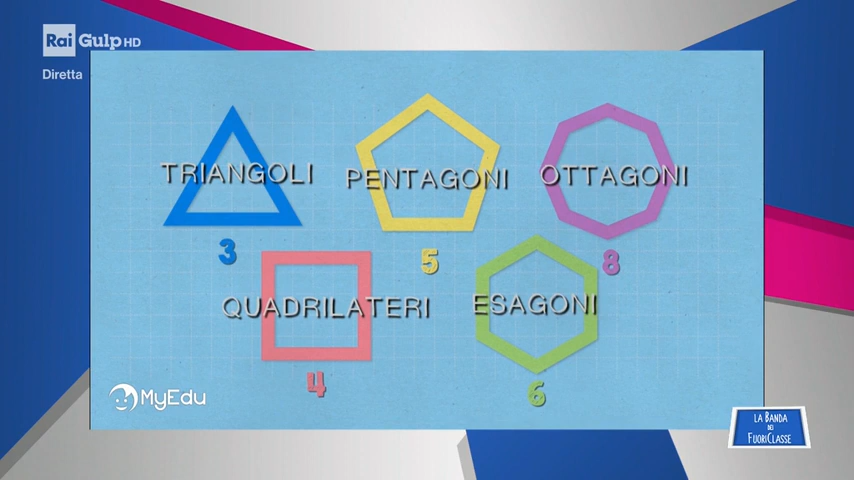 Rai Gulp HD
Diretta
TRIANGOLI
PENTAGONI
OTTAGONI
3
5
8
QUADRILATERI
ESAGONI
4
6
MyEdu
LA BANDA
DEI
FUORICLASSE